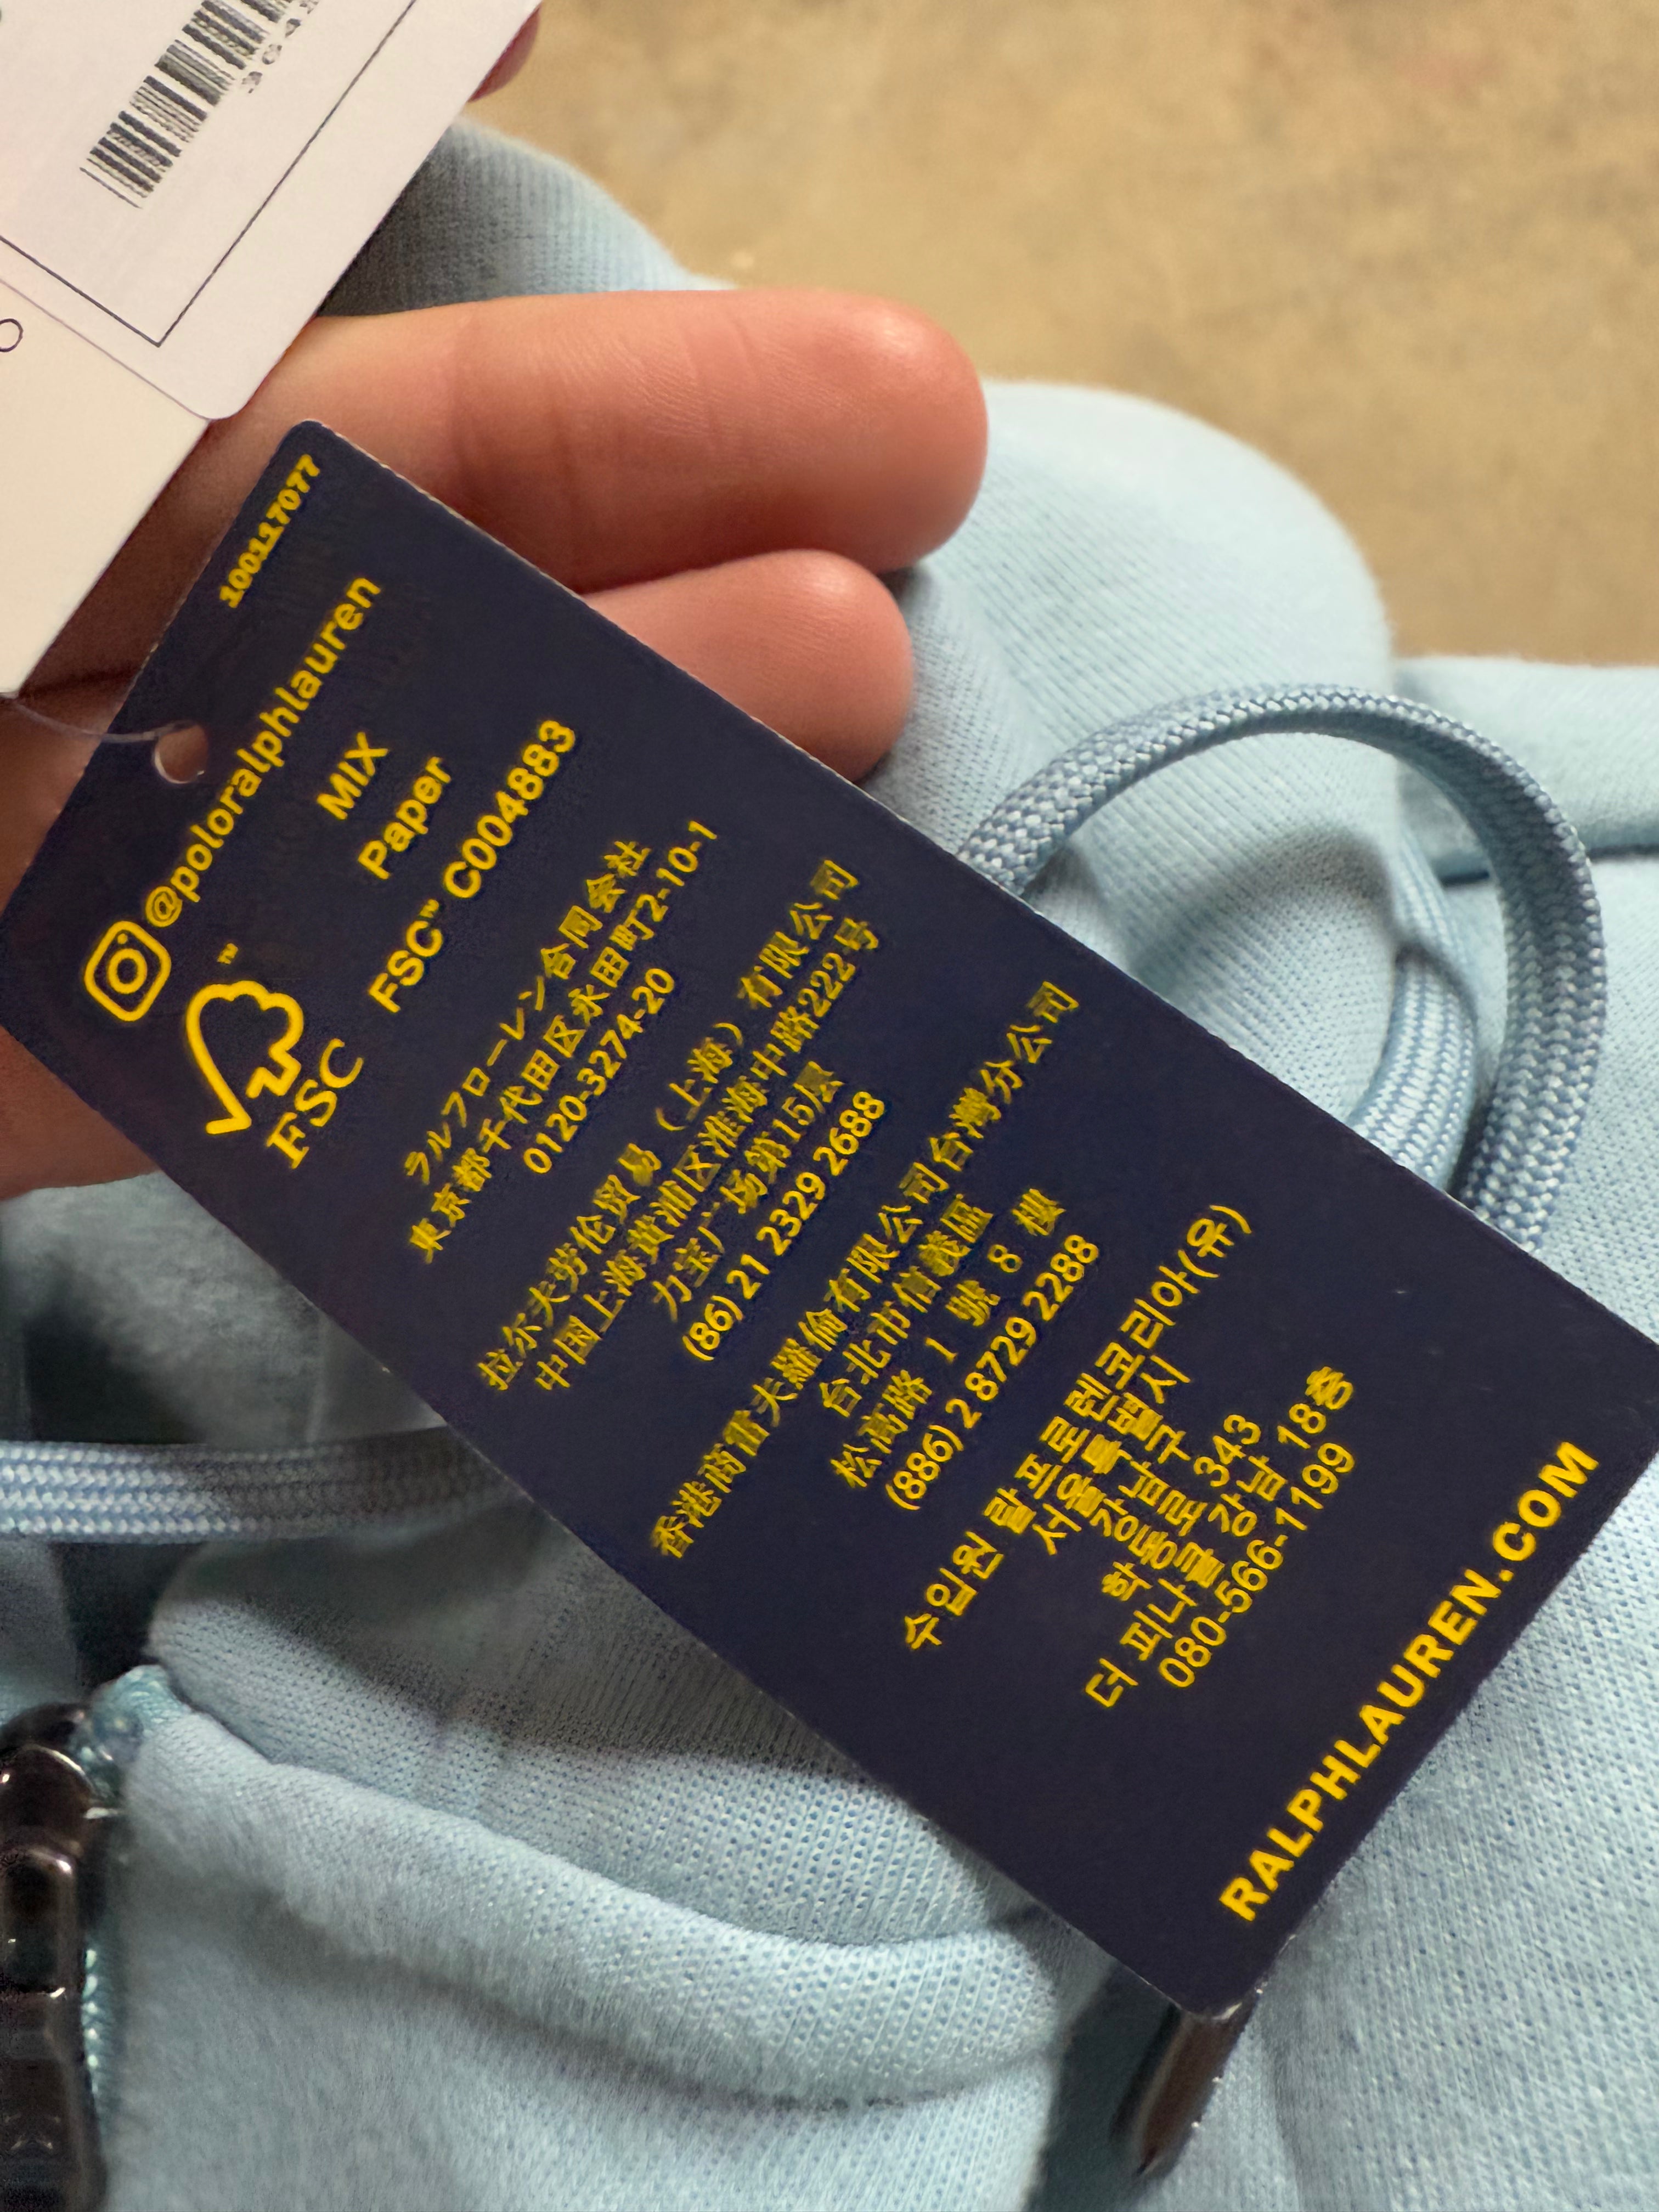 100117077
@poloralphlauren
FSC™
MIX
Paper
FSC™ C004883
ラルフローレン合同会社
東京都千代田区永田町2-10-1
0120-3274-20
拉尔夫劳伦贸易（上海）有限公司
中国上海黄浦区淮海中路222号
力宝广场第15层
(86) 21 2329 2688
香港商雷夫羅倫有限公司台灣分公司
台北市信義區
松高路 1 號 8 樓
(886) 2 8729 2288
수입원 랄프로렌코리아(유)
서울특별시
강남구
학동로 343
더 피나클 강남 18층
080-566-1199
RALPHLAUREN.COM